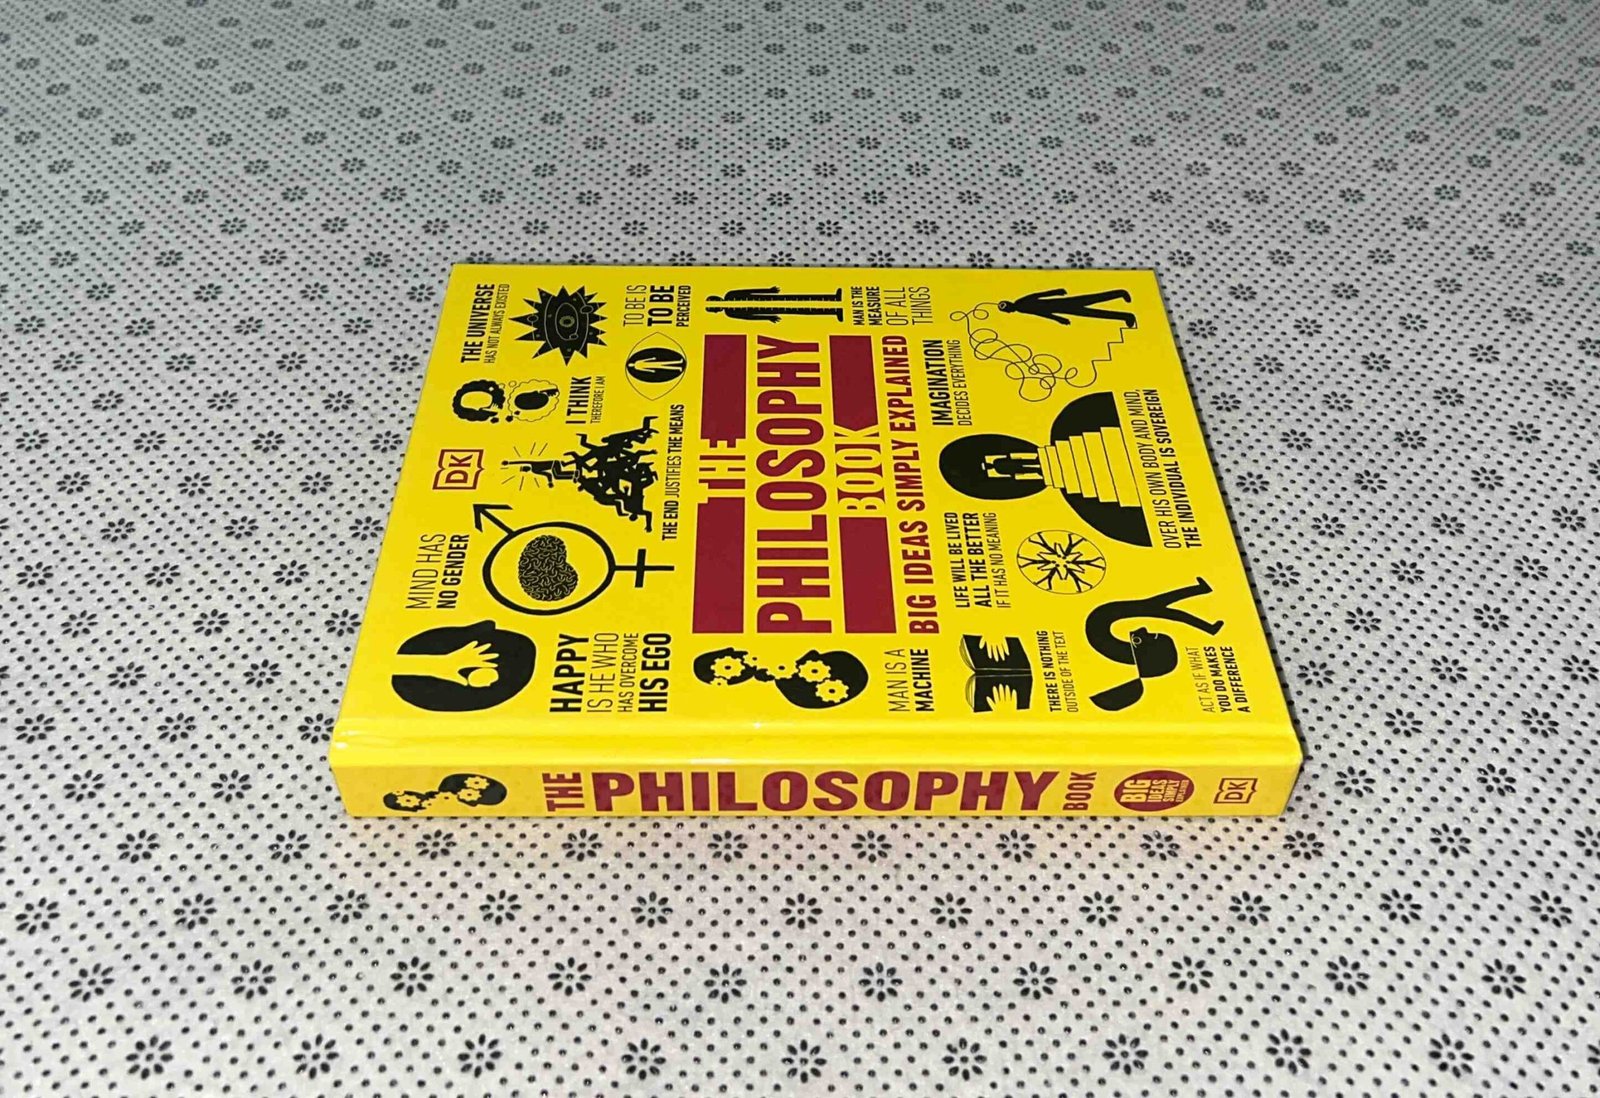 THE UNIVERSE
HAS NOT ALWAYS EXISTED
I THINK
THEREFORE I AM
TO BE IS
TO BE
PERCEIVED
MAN IS THE
MEASURE
OF ALL
THINGS
DK
THE END JUSTIFIES THE MEANS
MIND HAS
NO GENDER
HAPPY
IS HE WHO
HAS OVERCOME
HIS EGO
THE
PHILOSOPHY
BOOK
BIG IDEAS SIMPLY EXPLAINED
IMAGINATION
DECIDES EVERYTHING
OVER HIS OWN BODY AND MIND,
THE INDIVIDUAL IS SOVEREIGN
LIFE WILL BE LIVED
ALL THE BETTER
IF IT HAS NO MEANING
MAN IS A
MACHINE
THERE IS NOTHING
OUTSIDE OF THE TEXT
ACT AS IF WHAT
YOU DO MAKES
A DIFFERENCE
THE PHILOSOPHY BOOK
BIG
IDEAS
SIMPLY
EXPLAINED
DK